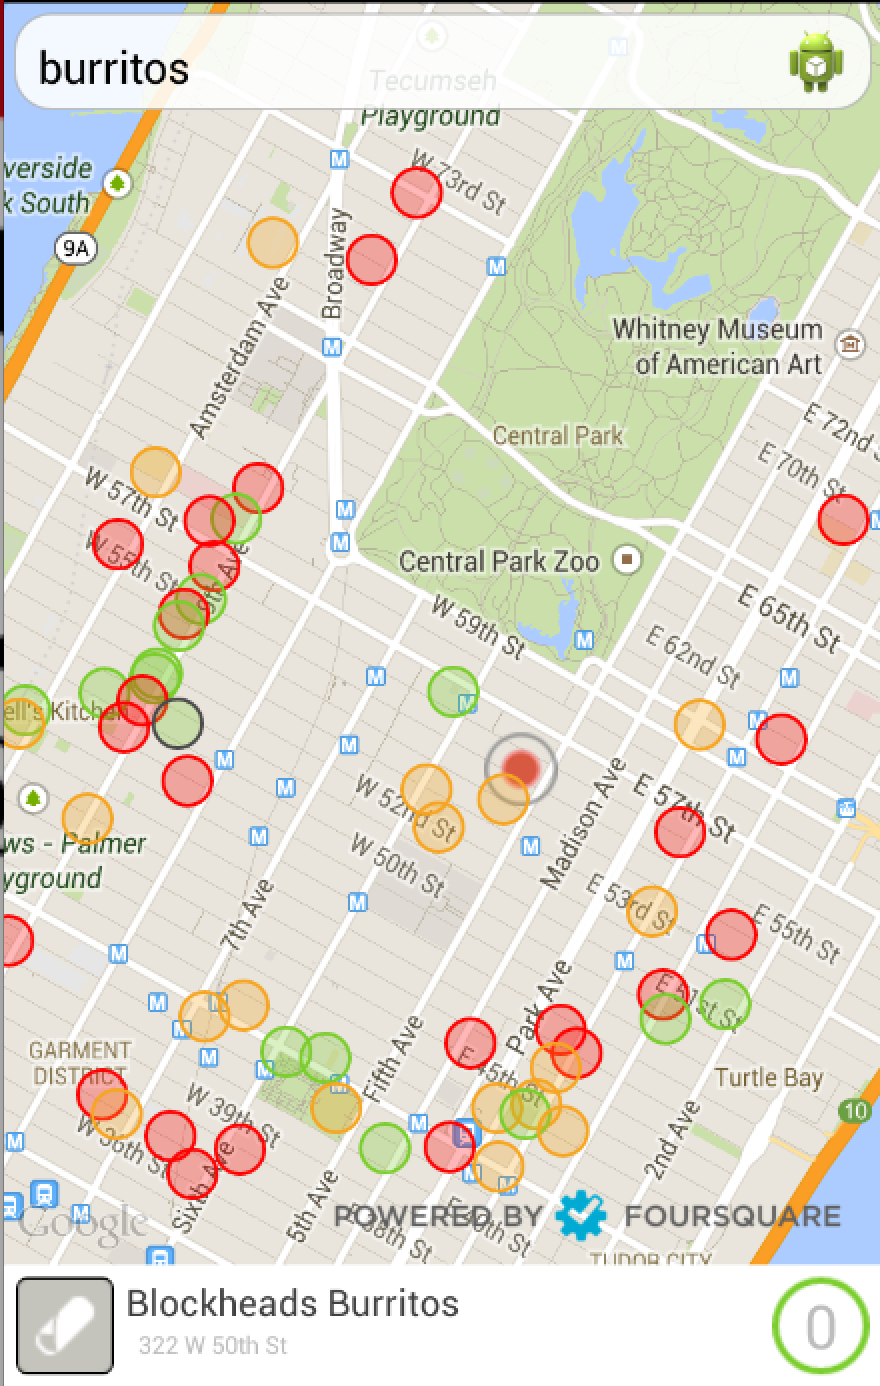 burritos
Tecumseh
Playground
verside
k South
W 73rd St
9A
Broadway
Amsterdam Ave
Whitney Museum
of American Art
E 72nd S
Central Park
E 70th St
W 57th St
W 55th St
9th Ave
Central Park Zoo
W 59th St
E 65th St
E 62nd St
ell's Kitchen
W 52nd St
Madison Ave
E 57th St
ws - Palmer
yground
W 50th St
E 53rd St
7th Ave
E 55th St
Park Ave
E 51st St
GARMENT
DISTRICT
Fifth Ave
E 45th St
Turtle Bay
W 39th St
10
W 36th St
2nd Ave
Sixth Ave
5th Ave
Google
POWERED BY FOURSQUARE
E 38th St
E 40th St
TUDOR CITY
Blockheads Burritos
322 W 50th St
0